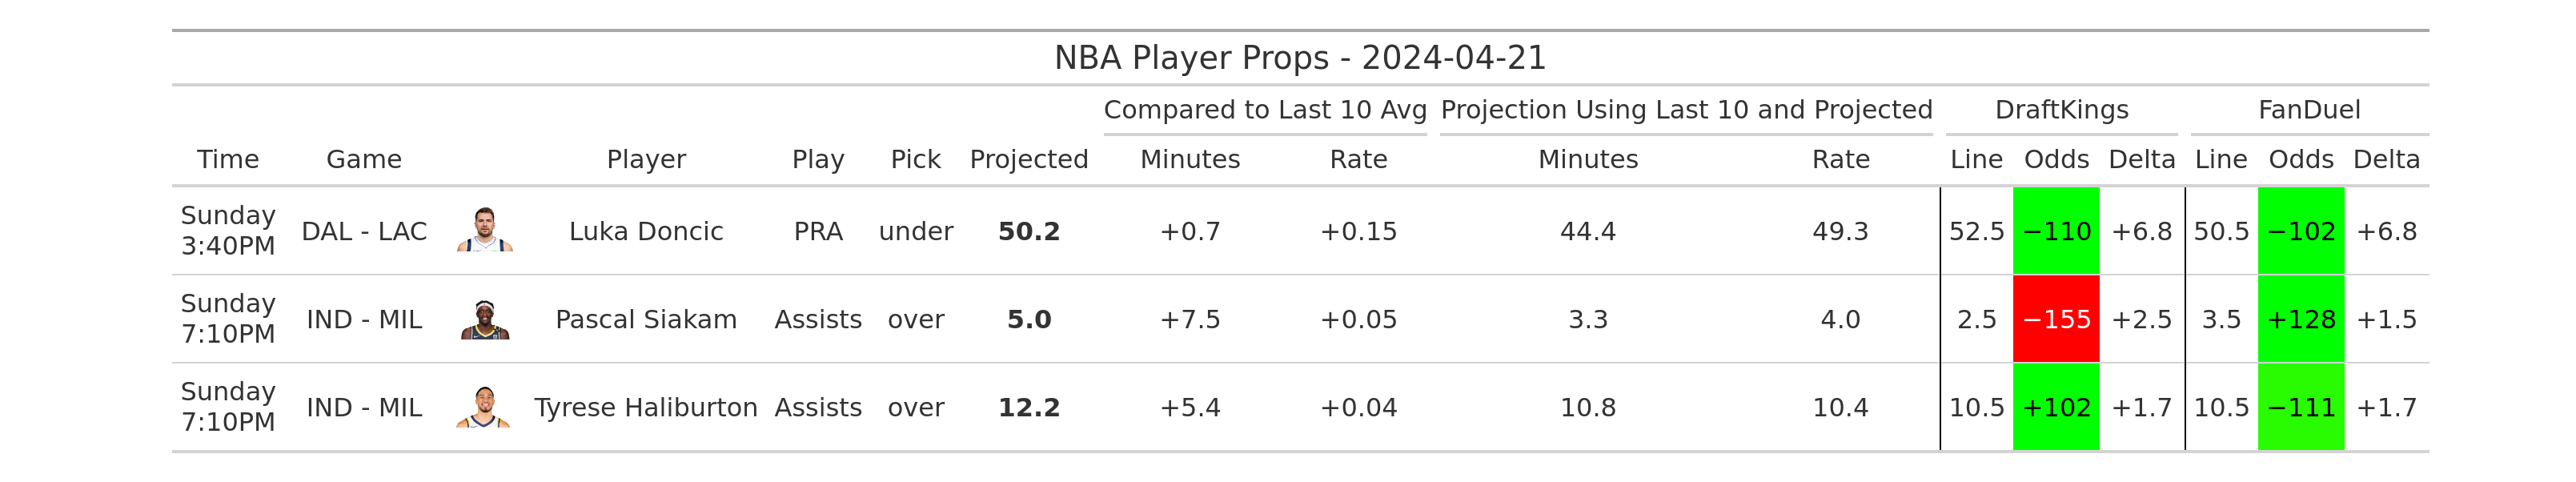 NBA Player Props - 2024-04-21
Compared to Last 10 Avg Projection Using Last 10 and Projected DraftKings FanDuel
Time Game Player Play Pick Projected Minutes Rate Minutes Rate Line Odds Delta Line Odds Delta
Sunday
3:40PM DAL - LAC Luka Doncic PRA under 50.2 +0.7 +0.15 44.4 49.3 52.5 −110 +6.8 50.5 −102 +6.8
Sunday
7:10PM IND - MIL Pascal Siakam Assists over 5.0 +7.5 +0.05 3.3 4.0 2.5 −155 +2.5 3.5 +128 +1.5
Sunday
7:10PM IND - MIL Tyrese Haliburton Assists over 12.2 +5.4 +0.04 10.8 10.4 10.5 +102 +1.7 10.5 −111 +1.7